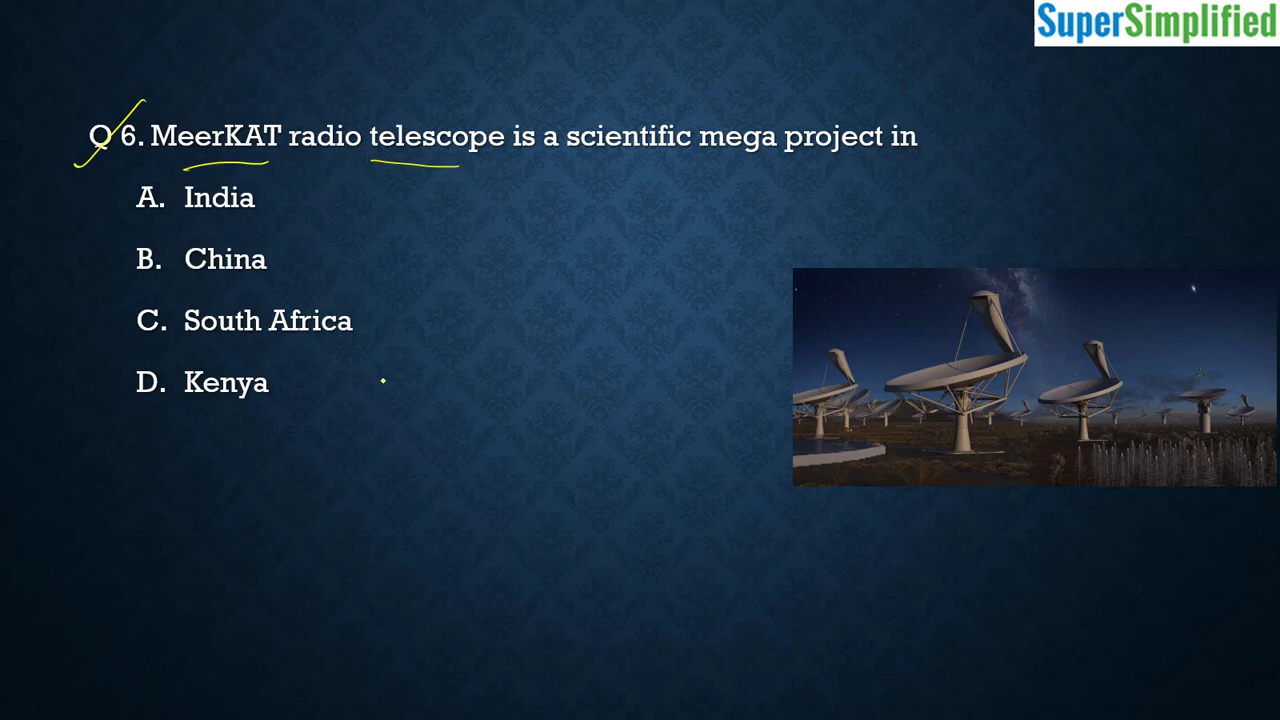 SuperSimplified
Q 6. MeerKAT radio telescope is a scientific mega project in
A. India
B. China
C. South Africa
D. Kenya